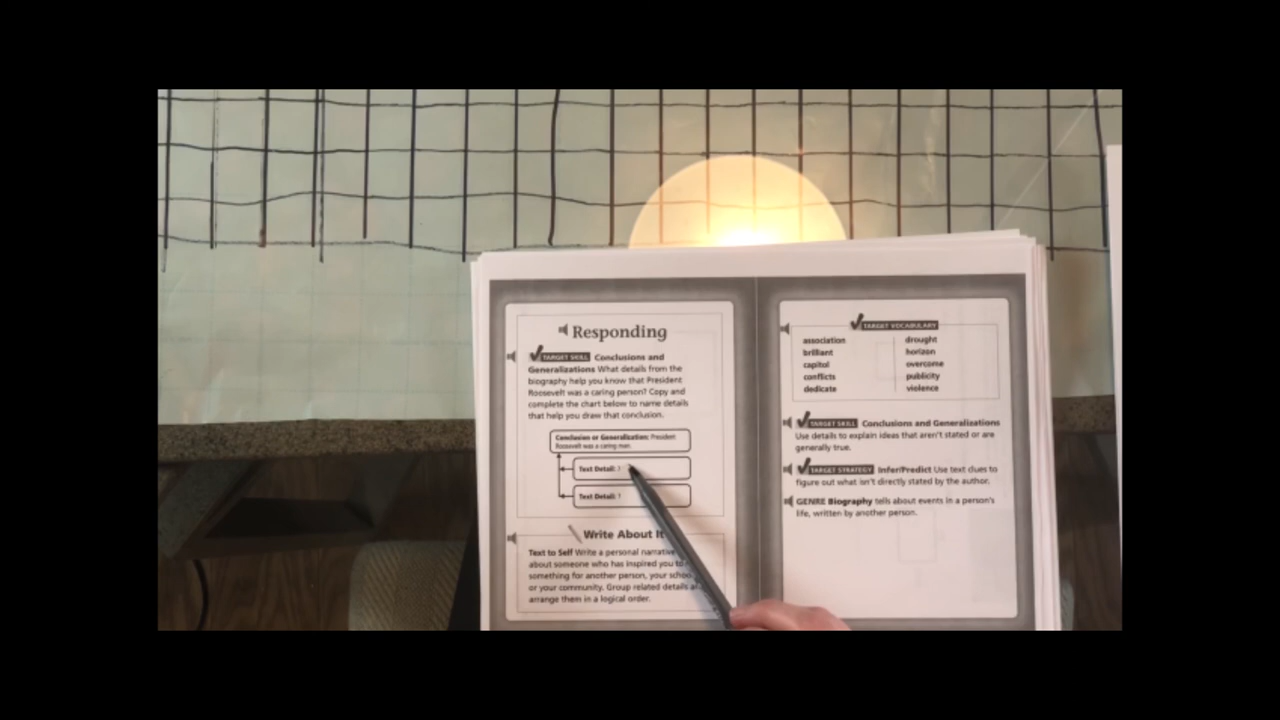 Responding
TARGET SKILL Conclusions and
Generalizations What details from the
biography help you know that President
Roosevelt was a caring person? Copy and
complete the chart below to name details
that help you draw that conclusion.
Conclusion or Generalization: President
Roosevelt was a caring man.
Text Detail: ?
Text Detail: ?
Write About It
Text to Self Write a personal narrative
about someone who has inspired you to
something for another person, your
or your community. Group related details
arrange them in a logical order.
TARGET VOCABULARY
association
brilliant
capitol
conflicts
dedicate
drought
horizon
overcome
publicity
violence
TARGET SKILL Conclusions and Generalizations
Use details to explain ideas that aren't stated or are
generally true.
TARGET STRATEGY Infer/Predict Use text clues to
figure out what isn't directly stated by the author.
GENRE Biography tells about events in a person's
life, written by another person.